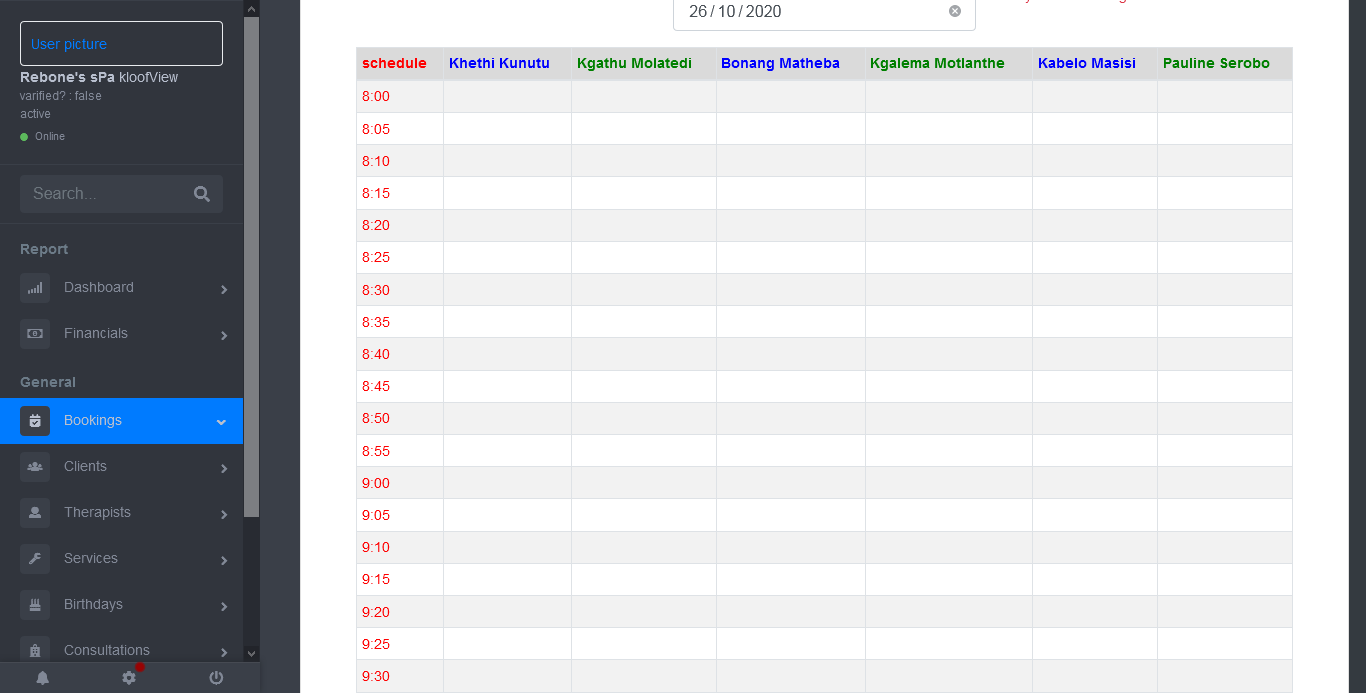 User picture
Rebone's sPa kloofView
varified? : false
active
Online
Search...
Report
Dashboard
Financials
General
Bookings
Clients
Therapists
Services
Birthdays
Consultations
26/10/2020
schedule Khethi Kunutu Kgathu Molatedi Bonang Matheba Kgalema Motlanthe Kabelo Masisi Pauline Serobo
8:00
8:05
8:10
8:15
8:20
8:25
8:30
8:35
8:40
8:45
8:50
8:55
9:00
9:05
9:10
9:15
9:20
9:25
9:30